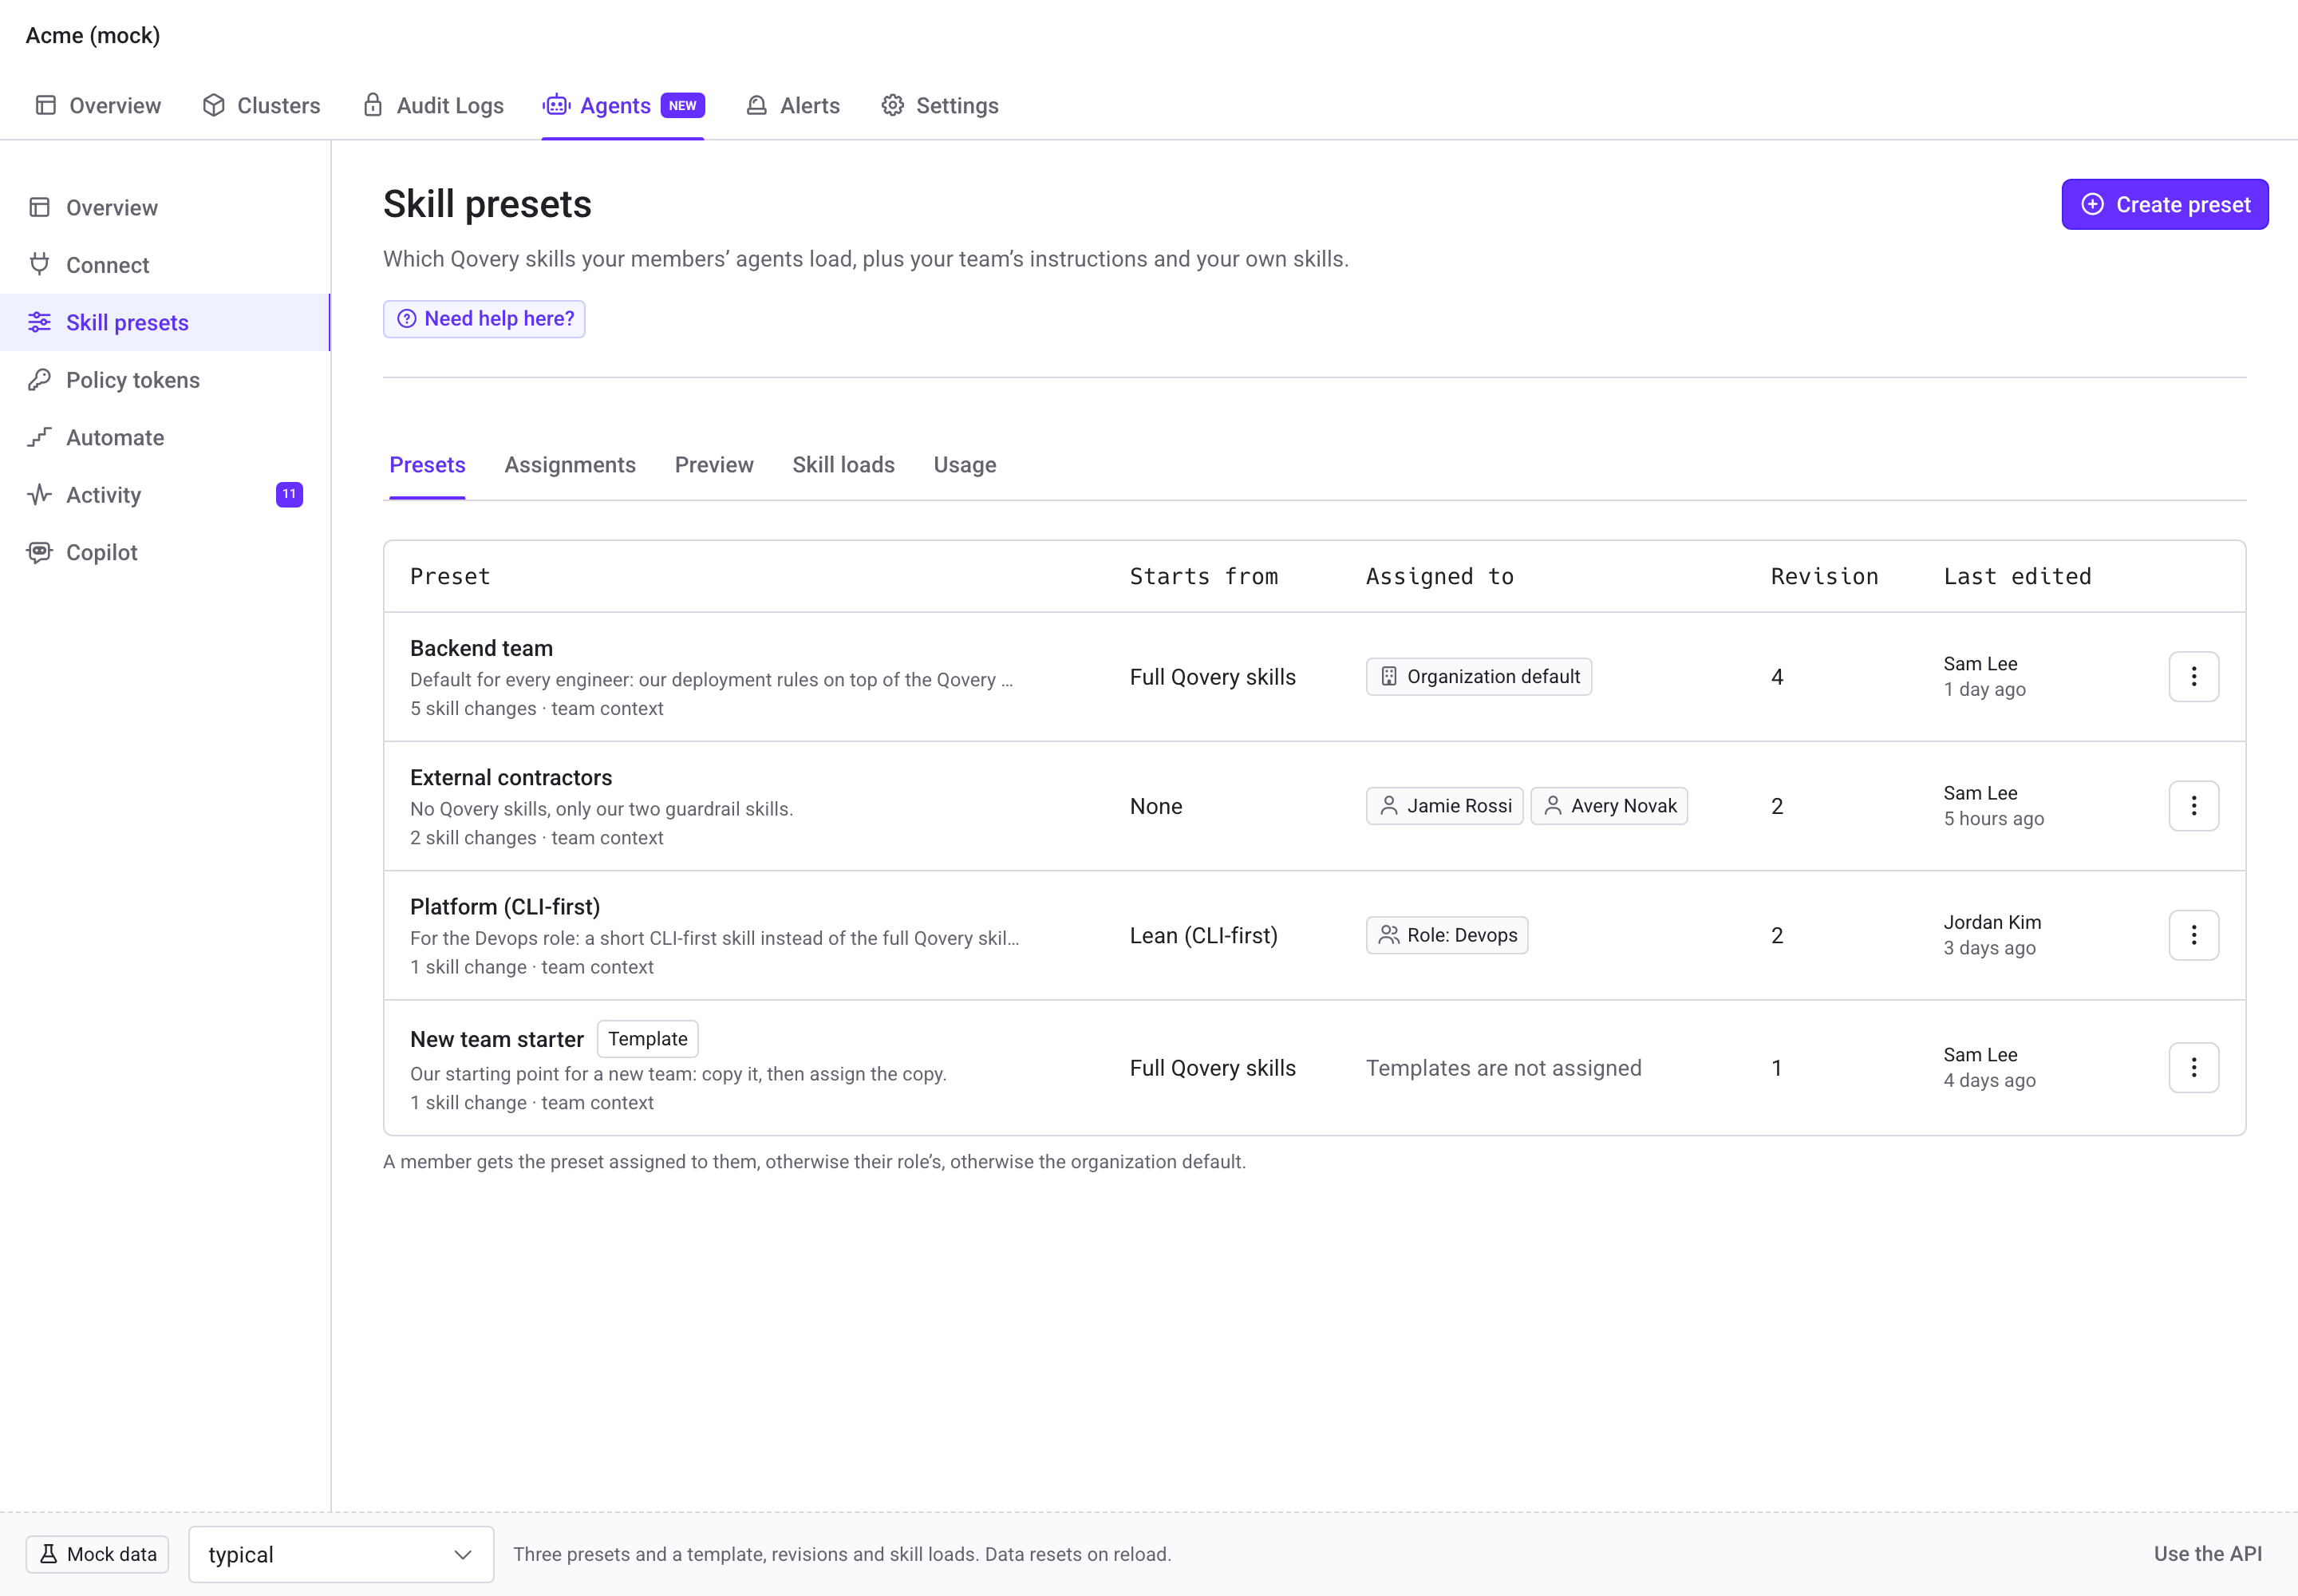 Acme (mock)
Overview
Clusters
Audit Logs
Agents NEW
Alerts
Settings
Overview
Connect
Skill presets
Policy tokens
Automate
Activity 11
Copilot
Skill presets
Create preset
Which Qovery skills your members’ agents load, plus your team’s instructions and your own skills.
Need help here?
Presets
Assignments
Preview
Skill loads
Usage
Preset
Starts from
Assigned to
Revision
Last edited
Backend team
Default for every engineer: our deployment rules on top of the Qovery ...
5 skill changes · team context
Full Qovery skills
Organization default
4
Sam Lee
1 day ago
External contractors
No Qovery skills, only our two guardrail skills.
2 skill changes · team context
None
Jamie Rossi
Avery Novak
2
Sam Lee
5 hours ago
Platform (CLI-first)
For the Devops role: a short CLI-first skill instead of the full Qovery skil...
1 skill change · team context
Lean (CLI-first)
Role: Devops
2
Jordan Kim
3 days ago
New team starter
Template
Our starting point for a new team: copy it, then assign the copy.
1 skill change · team context
Full Qovery skills
Templates are not assigned
1
Sam Lee
4 days ago
A member gets the preset assigned to them, otherwise their role’s, otherwise the organization default.
Mock data
typical
Three presets and a template, revisions and skill loads. Data resets on reload.
Use the API